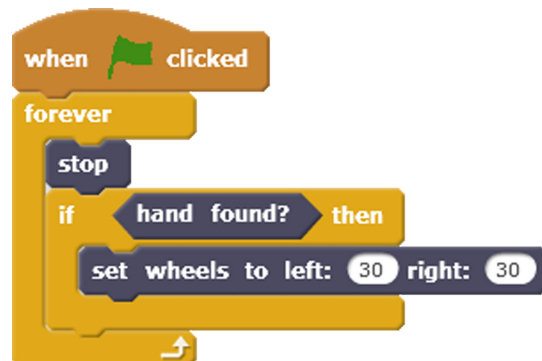 when clicked
forever
stop
if hand found? then
set wheels to left: 30 right: 30